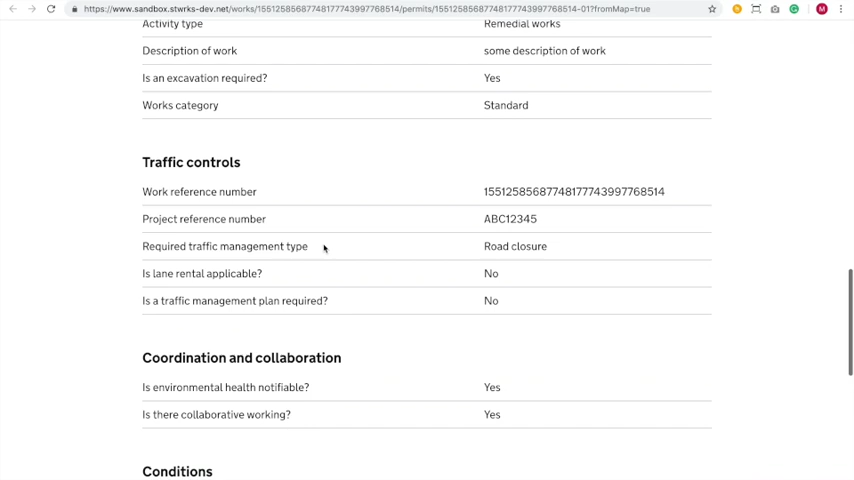 https://www.sandbox.stwrks-dev.net/works/15512585687748177743997768514/permits/15512585687748177743997768514-01?fromMap=true
M
Activity type Remedial works
Description of work some description of work
Is an excavation required? Yes
Works category Standard
Traffic controls
Work reference number 15512585687748177743997768514
Project reference number ABC12345
Required traffic management type Road closure
Is lane rental applicable? No
Is a traffic management plan required? No
Coordination and collaboration
Is environmental health notifiable? Yes
Is there collaborative working? Yes
Conditions